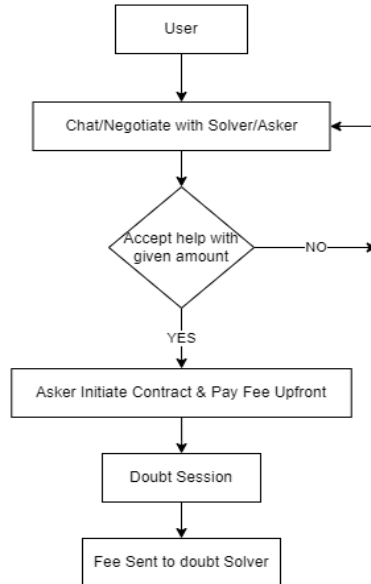 User
Chat/Negotiate with Solver/Asker
Accept help with
given amount
NO
YES
Asker Initiate Contract & Pay Fee Upfront
Doubt Session
Fee Sent to doubt Solver